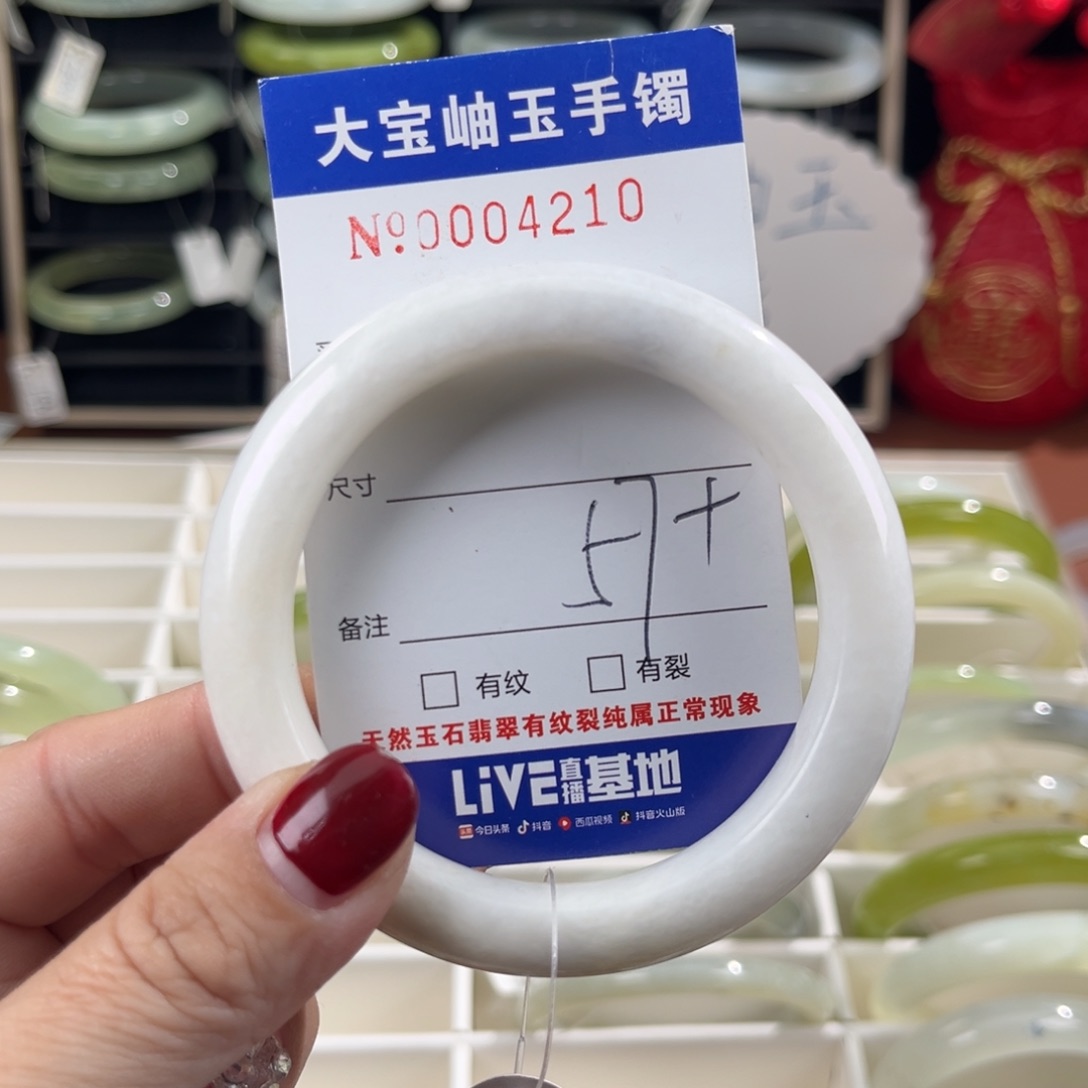 大宝岫玉手镯
№0004210
尺寸
57+
备注
□ 有纹 □ 有裂
天然玉石翡翠有纹裂纯属正常现象
LiVE直播基地
今日头条 抖音 西瓜视频 抖音火山版
玉